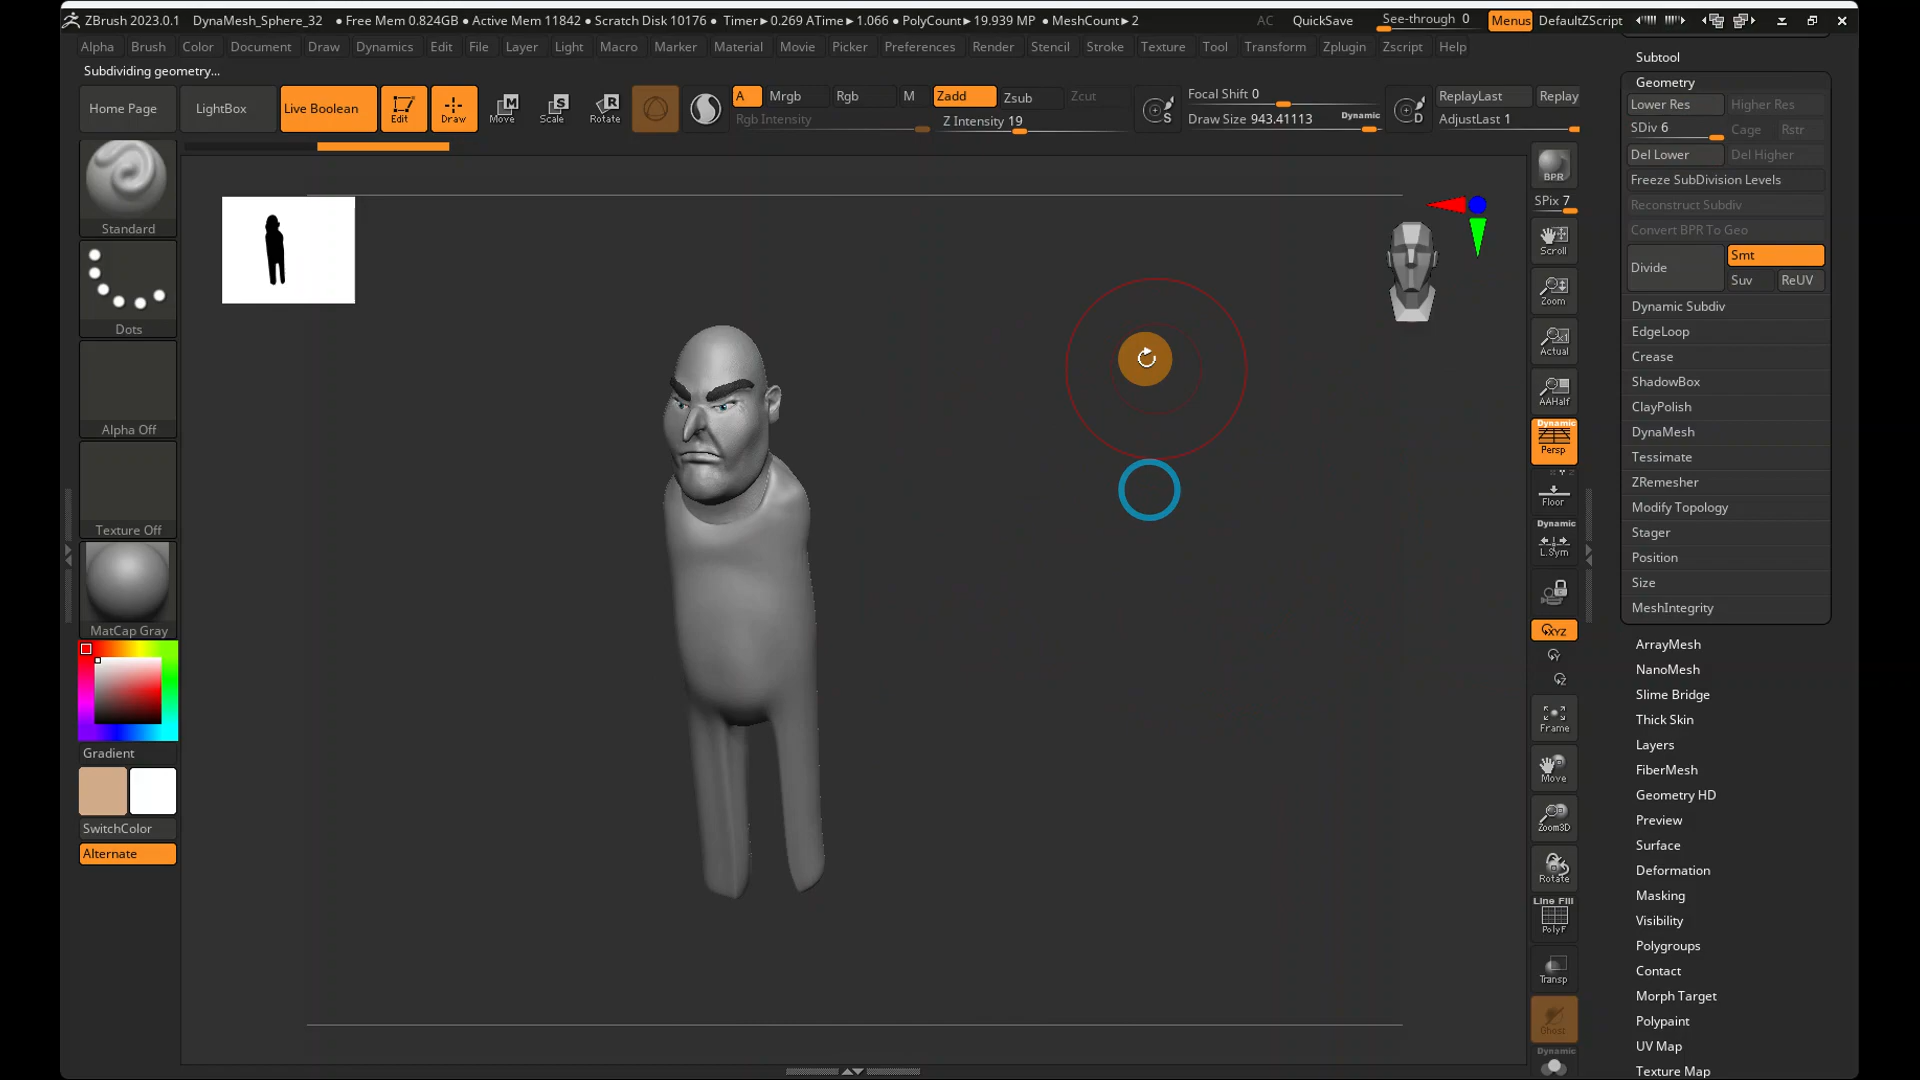 ZBrush 2023.0.1 DynaMesh_Sphere_32 ● Free Mem 0.824GB ● Active Mem 11842 ● Scratch Disk 10176 ● Timer►0.269 ATime►1.066 ● PolyCount►19.939 MP ● MeshCount►2 AC QuickSave See-through 0 Menus DefaultZScript
Alpha Brush Color Document Draw Dynamics Edit File Layer Light Macro Marker Material Movie Picker Preferences Render Stencil Stroke Texture Tool Transform Zplugin Zscript Help
Subdividing geometry...
Home Page LightBox Live Boolean Edit Draw Move Scale Rotate A Mrgb Rgb M Zadd Zsub Zcut Focal Shift 0 ReplayLast Replay
Rgb Intensity Z Intensity 19 S Draw Size 943.41113 Dynamic D AdjustLast 1
Standard
Dots
Alpha Off
Texture Off
MatCap Gray
Gradient
SwitchColor
Alternate
BPR
SPix 7
Scroll
Zoom
Actual
AAHalf
Dynamic
Persp
Floor
Dynamic
L.Sym
XYZ
Y
Z
Frame
Move
Zoom3D
Rotate
Line Fill
PolyF
Transp
Ghost
Dynamic
Subtool
Geometry
Lower Res Higher Res
SDiv 6 Cage Rstr
Del Lower Del Higher
Freeze SubDivision Levels
Reconstruct Subdiv
Convert BPR To Geo
Divide Smt
Suv ReUV
Dynamic Subdiv
EdgeLoop
Crease
ShadowBox
ClayPolish
DynaMesh
Tessimate
ZRemesher
Modify Topology
Stager
Position
Size
MeshIntegrity
ArrayMesh
NanoMesh
Slime Bridge
Thick Skin
Layers
FiberMesh
Geometry HD
Preview
Surface
Deformation
Masking
Visibility
Polygroups
Contact
Morph Target
Polypaint
UV Map
Texture Map